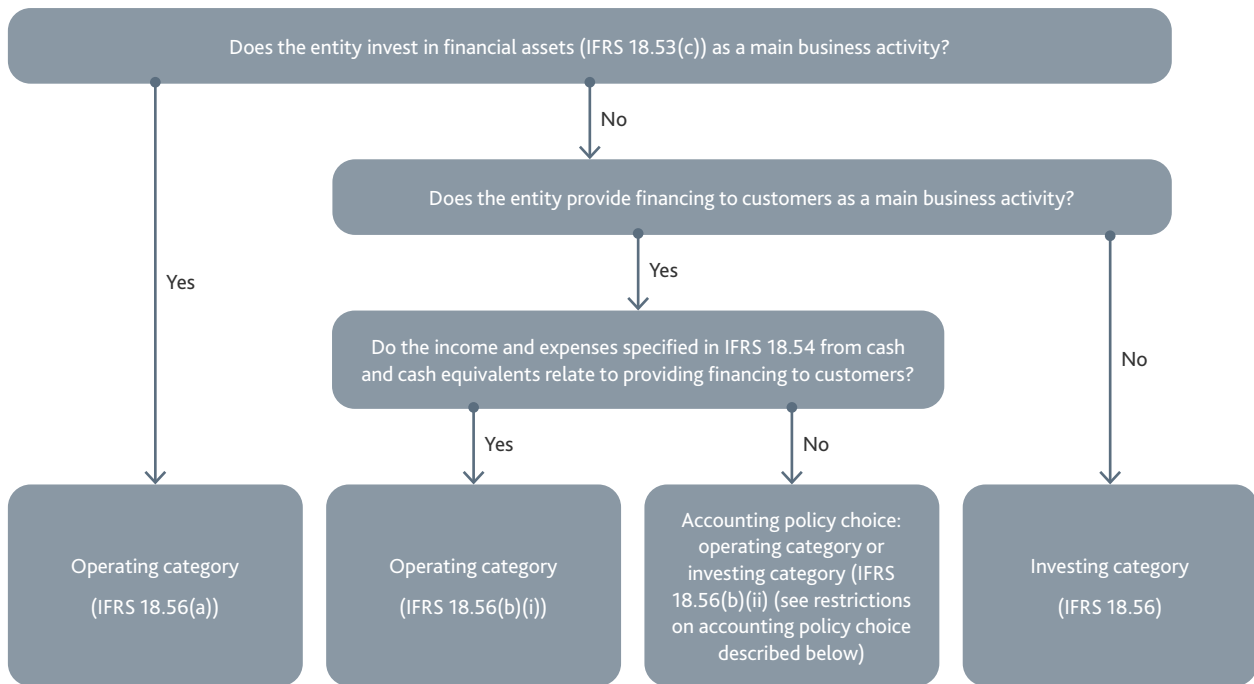 Does the entity invest in financial assets (IFRS 18.53(c)) as a main business activity?
No
Does the entity provide financing to customers as a main business activity?
Yes
Yes
Do the income and expenses specified in IFRS 18.54 from cash
and cash equivalents relate to providing financing to customers?
No
Yes
No
Operating category
(IFRS 18.56(a))
Operating category
(IFRS 18.56(b)(i))
Accounting policy choice:
operating category or
investing category (IFRS
18.56(b)(ii) (see restrictions
on accounting policy choice
described below)
Investing category
(IFRS 18.56)